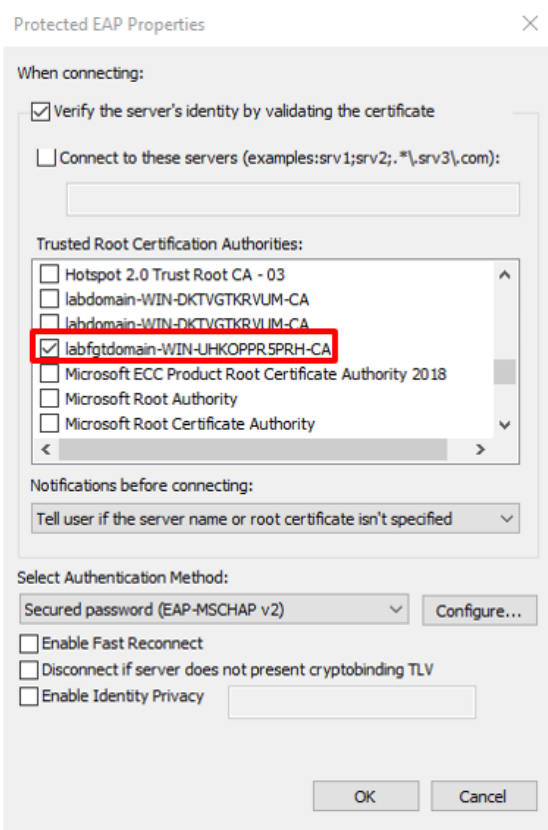 Protected EAP Properties
When connecting:
Verify the server's identity by validating the certificate
Connect to these servers (examples:srv1;srv2;.*\.srv3\.com):
Trusted Root Certification Authorities:
Hotspot 2.0 Trust Root CA - 03
labdomain-WIN-DKTVGTKRVUM-CA
labdomain-WIN-DKTVGTKRVUM-CA
labfgtdomain-WIN-UHKOPPR5PRH-CA
Microsoft ECC Product Root Certificate Authority 2018
Microsoft Root Authority
Microsoft Root Certificate Authority
Notifications before connecting:
Tell user if the server name or root certificate isn't specified
Select Authentication Method:
Secured password (EAP-MSCHAP v2)
Configure...
Enable Fast Reconnect
Disconnect if server does not present cryptobinding TLV
Enable Identity Privacy
OK
Cancel